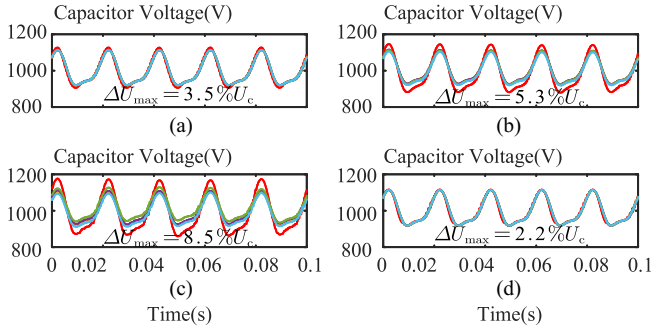 Capacitor Voltage(V)
1200
1000
800
ΔU_max=3.5%U_c
(a)
Capacitor Voltage(V)
1200
1000
800
ΔU_max=5.3%U_c
(b)
Capacitor Voltage(V)
1200
1000
800
ΔU_max=8.5%U_c
0 0.02 0.04 0.06 0.08 0.1
(c)
Time(s)
Capacitor Voltage(V)
1200
1000
800
ΔU_max=2.2%U_c
0 0.02 0.04 0.06 0.08 0.1
(d)
Time(s)